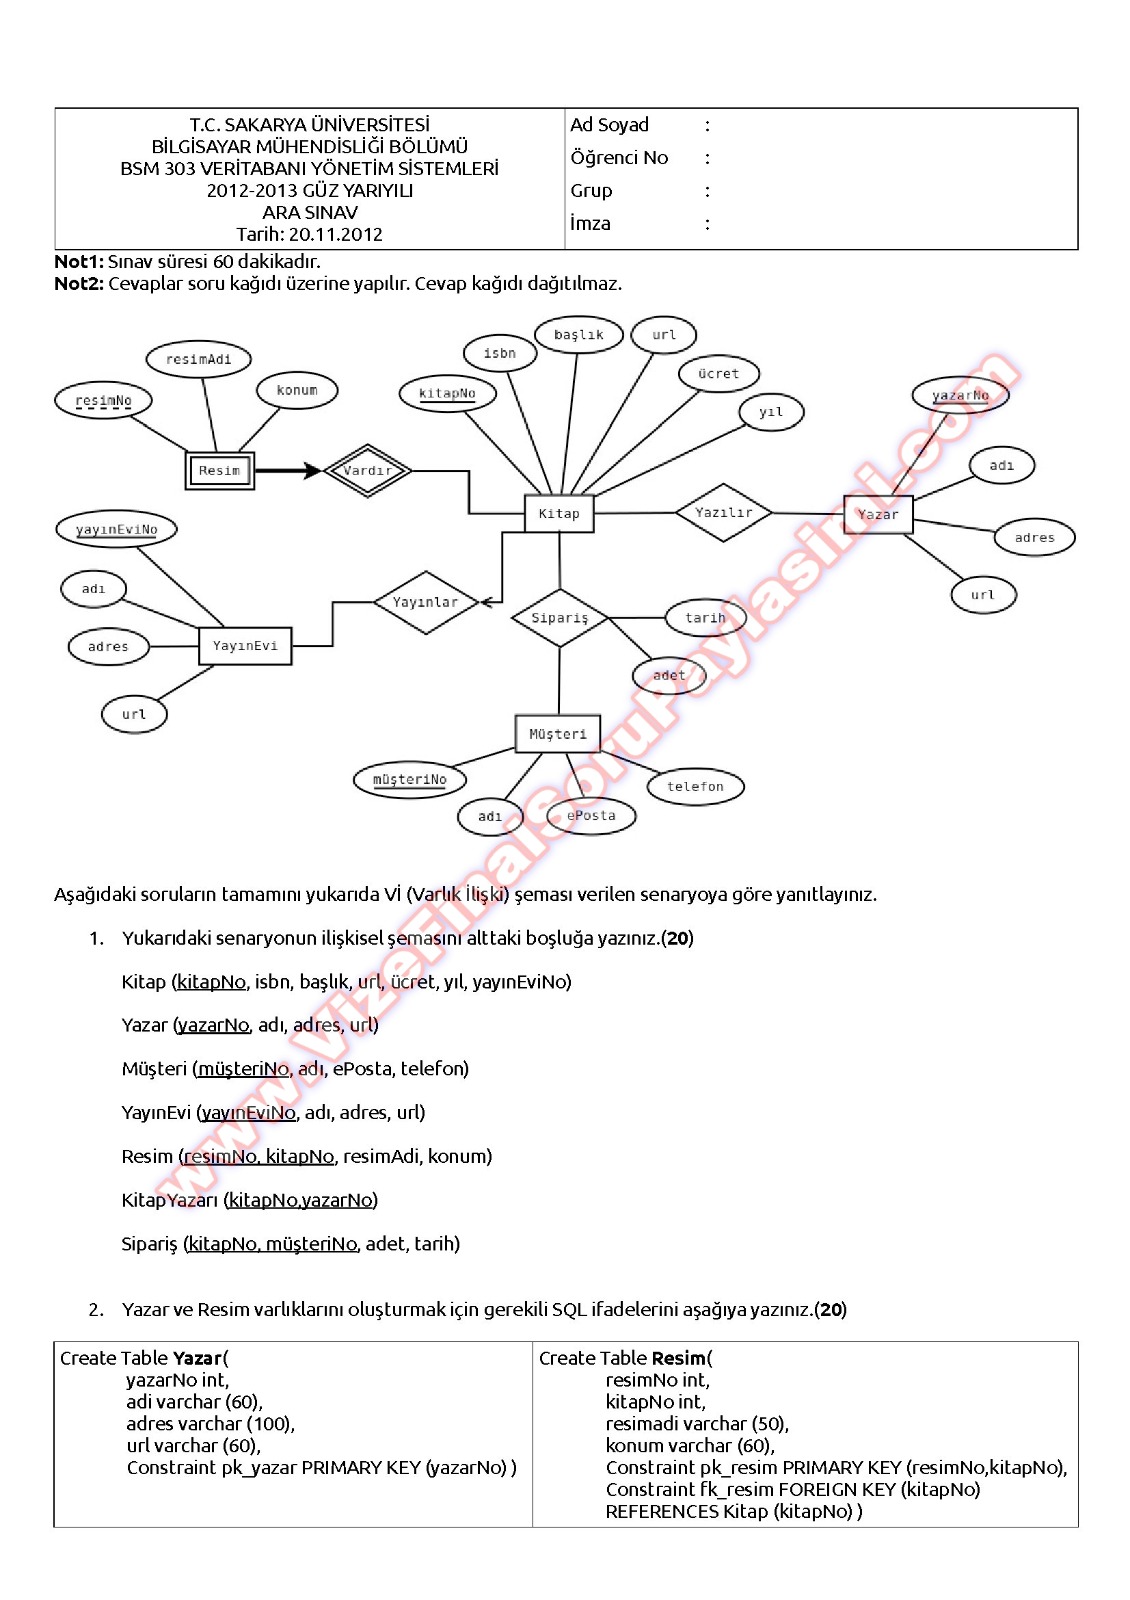 T.C. SAKARYA ÜNİVERSİTESİ
BİLGİSAYAR MÜHENDİSLİĞİ BÖLÜMÜ
BSM 303 VERİTABANI YÖNETİM SİSTEMLERİ
2012-2013 GÜZ YARIYILI
ARA SINAV
Tarih: 20.11.2012
Ad Soyad :
Öğrenci No :
Grup :
İmza :
Not1: Sınav süresi 60 dakikadır.
Not2: Cevaplar soru kağıdı üzerine yapılır. Cevap kağıdı dağıtılmaz.
resimNo
resimAdi
konum
Resim
Vardır
kitapNo
isbn
başlık
url
ücret
yıl
Kitap
Yazılır
Yazar
yazarNo
adı
adres
url
yayınEviNo
adı
adres
url
YayınEvi
Yayınlar
Sipariş
tarih
adet
Müşteri
müşteriNo
adı
ePosta
telefon
Aşağıdaki soruların tamamını yukarıda Vİ (Varlık İlişki) şeması verilen senaryoya göre yanıtlayınız.
1. Yukarıdaki senaryonun ilişkisel şemasını alttaki boşluğa yazınız.(20)
Kitap (kitapNo, isbn, başlık, url, ücret, yıl, yayınEviNo)
Yazar (yazarNo, adı, adres, url)
Müşteri (müşteriNo, adı, ePosta, telefon)
YayınEvi (yayınEviNo, adı, adres, url)
Resim (resimNo, kitapNo, resimAdi, konum)
KitapYazarı (kitapNo,yazarNo)
Sipariş (kitapNo, müşteriNo, adet, tarih)
2. Yazar ve Resim varlıklarını oluşturmak için gerekili SQL ifadelerini aşağıya yazınız.(20)
Create Table Yazar(
yazarNo int,
adi varchar (60),
adres varchar (100),
url varchar (60),
Constraint pk_yazar PRIMARY KEY (yazarNo) )
Create Table Resim(
resimNo int,
kitapNo int,
resimadi varchar (50),
konum varchar (60),
Constraint pk_resim PRIMARY KEY (resimNo,kitapNo),
Constraint fk_resim FOREIGN KEY (kitapNo)
REFERENCES Kitap (kitapNo) )
www.VizeFinalSoruPaylasimi.com